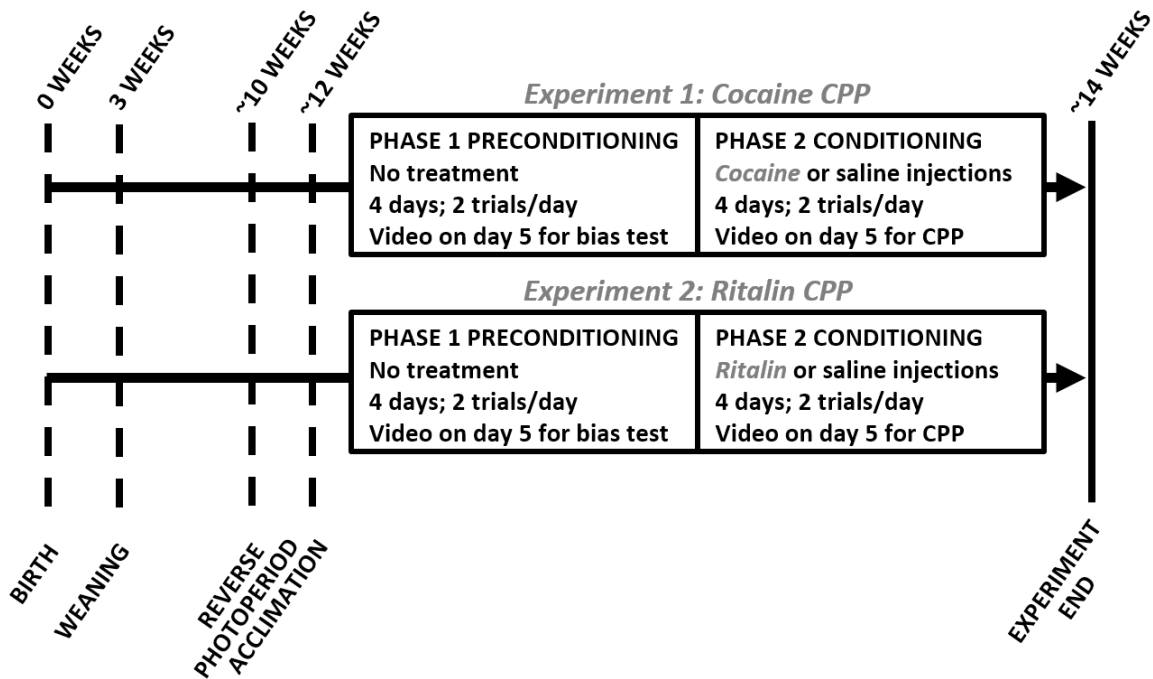 0 WEEKS
3 WEEKS
~10 WEEKS
~12 WEEKS
~14 WEEKS
Experiment 1: Cocaine CPP
PHASE 1 PRECONDITIONING
No treatment
4 days; 2 trials/day
Video on day 5 for bias test
PHASE 2 CONDITIONING
Cocaine or saline injections
4 days; 2 trials/day
Video on day 5 for CPP
Experiment 2: Ritalin CPP
PHASE 1 PRECONDITIONING
No treatment
4 days; 2 trials/day
Video on day 5 for bias test
PHASE 2 CONDITIONING
Ritalin or saline injections
4 days; 2 trials/day
Video on day 5 for CPP
BIRTH
WEANING
REVERSE
PHOTOPERIOD
ACCLIMATION
EXPERIMENT
END